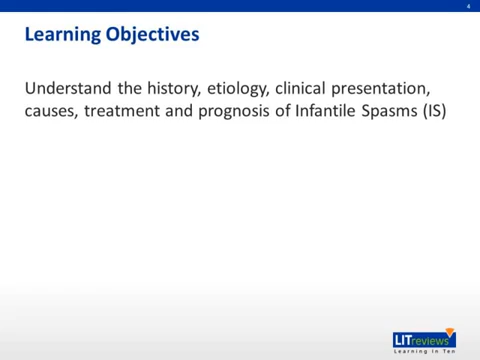 4
Learning Objectives
Understand the history, etiology, clinical presentation,
causes, treatment and prognosis of Infantile Spasms (IS)
LITreviews
Learning in Ten